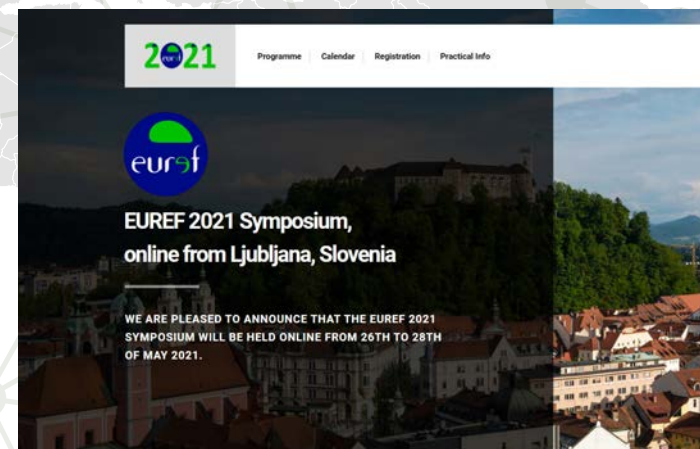 2021
euref
Programme
Calendar
Registration
Practical Info
euref
EUREF 2021 Symposium,
online from Ljubljana, Slovenia
WE ARE PLEASED TO ANNOUNCE THAT THE EUREF 2021
SYMPOSIUM WILL BE HELD ONLINE FROM 26TH TO 28TH
OF MAY 2021.